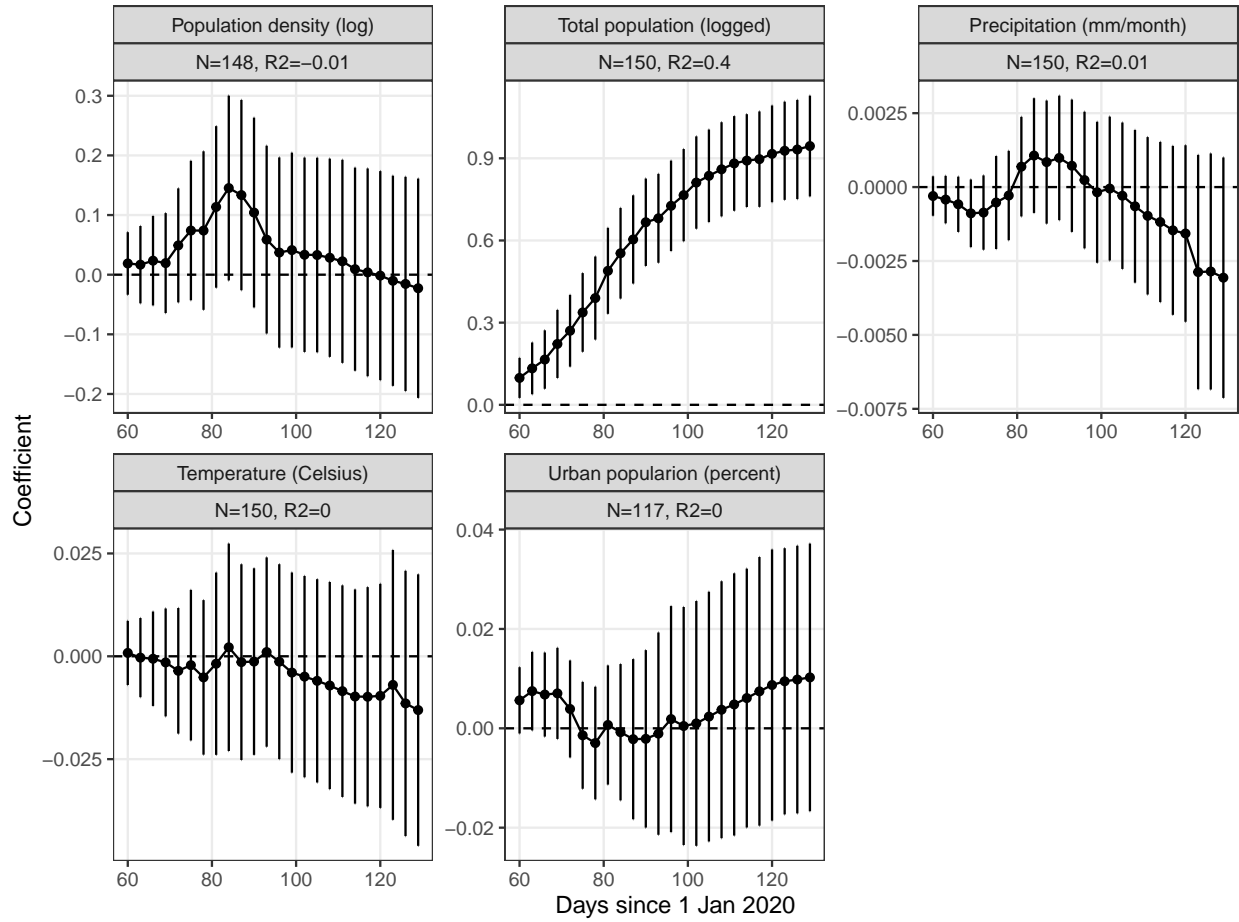 Population density (log)
N=148, R2=−0.01
0.3
0.2
0.1
0.0
−0.1
−0.2
60 80 100 120
Total population (logged)
N=150, R2=0.4
0.9
0.6
0.3
0.0
60 80 100 120
Precipitation (mm/month)
N=150, R2=0.01
0.0025
0.0000
−0.0025
−0.0050
−0.0075
60 80 100 120
Coefficient
Temperature (Celsius)
N=150, R2=0
0.025
0.000
−0.025
60 80 100 120
Urban popularion (percent)
N=117, R2=0
0.04
0.02
0.00
−0.02
60 80 100 120
Days since 1 Jan 2020